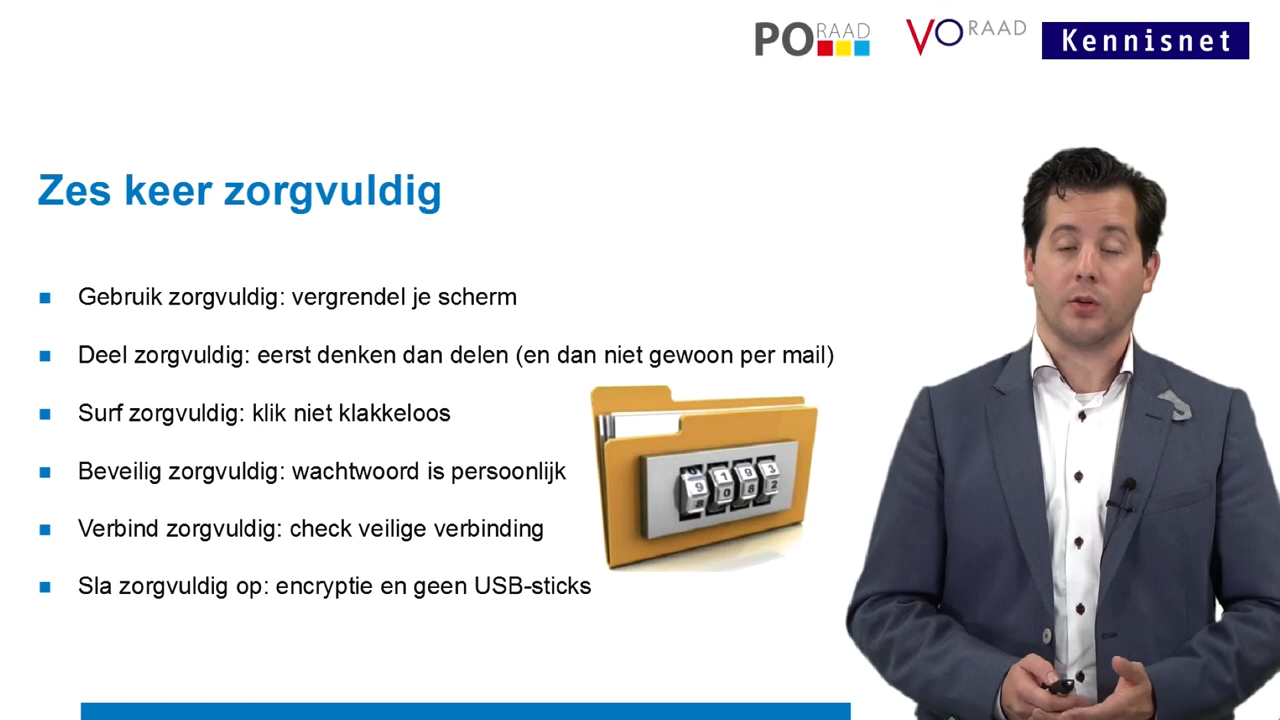 PO RAAD
VO RAAD
Kennisnet
Zes keer zorgvuldig
Gebruik zorgvuldig: vergrendel je scherm
Deel zorgvuldig: eerst denken dan delen (en dan niet gewoon per mail)
Surf zorgvuldig: klik niet klakkeloos
Beveilig zorgvuldig: wachtwoord is persoonlijk
Verbind zorgvuldig: check veilige verbinding
Sla zorgvuldig op: encryptie en geen USB-sticks